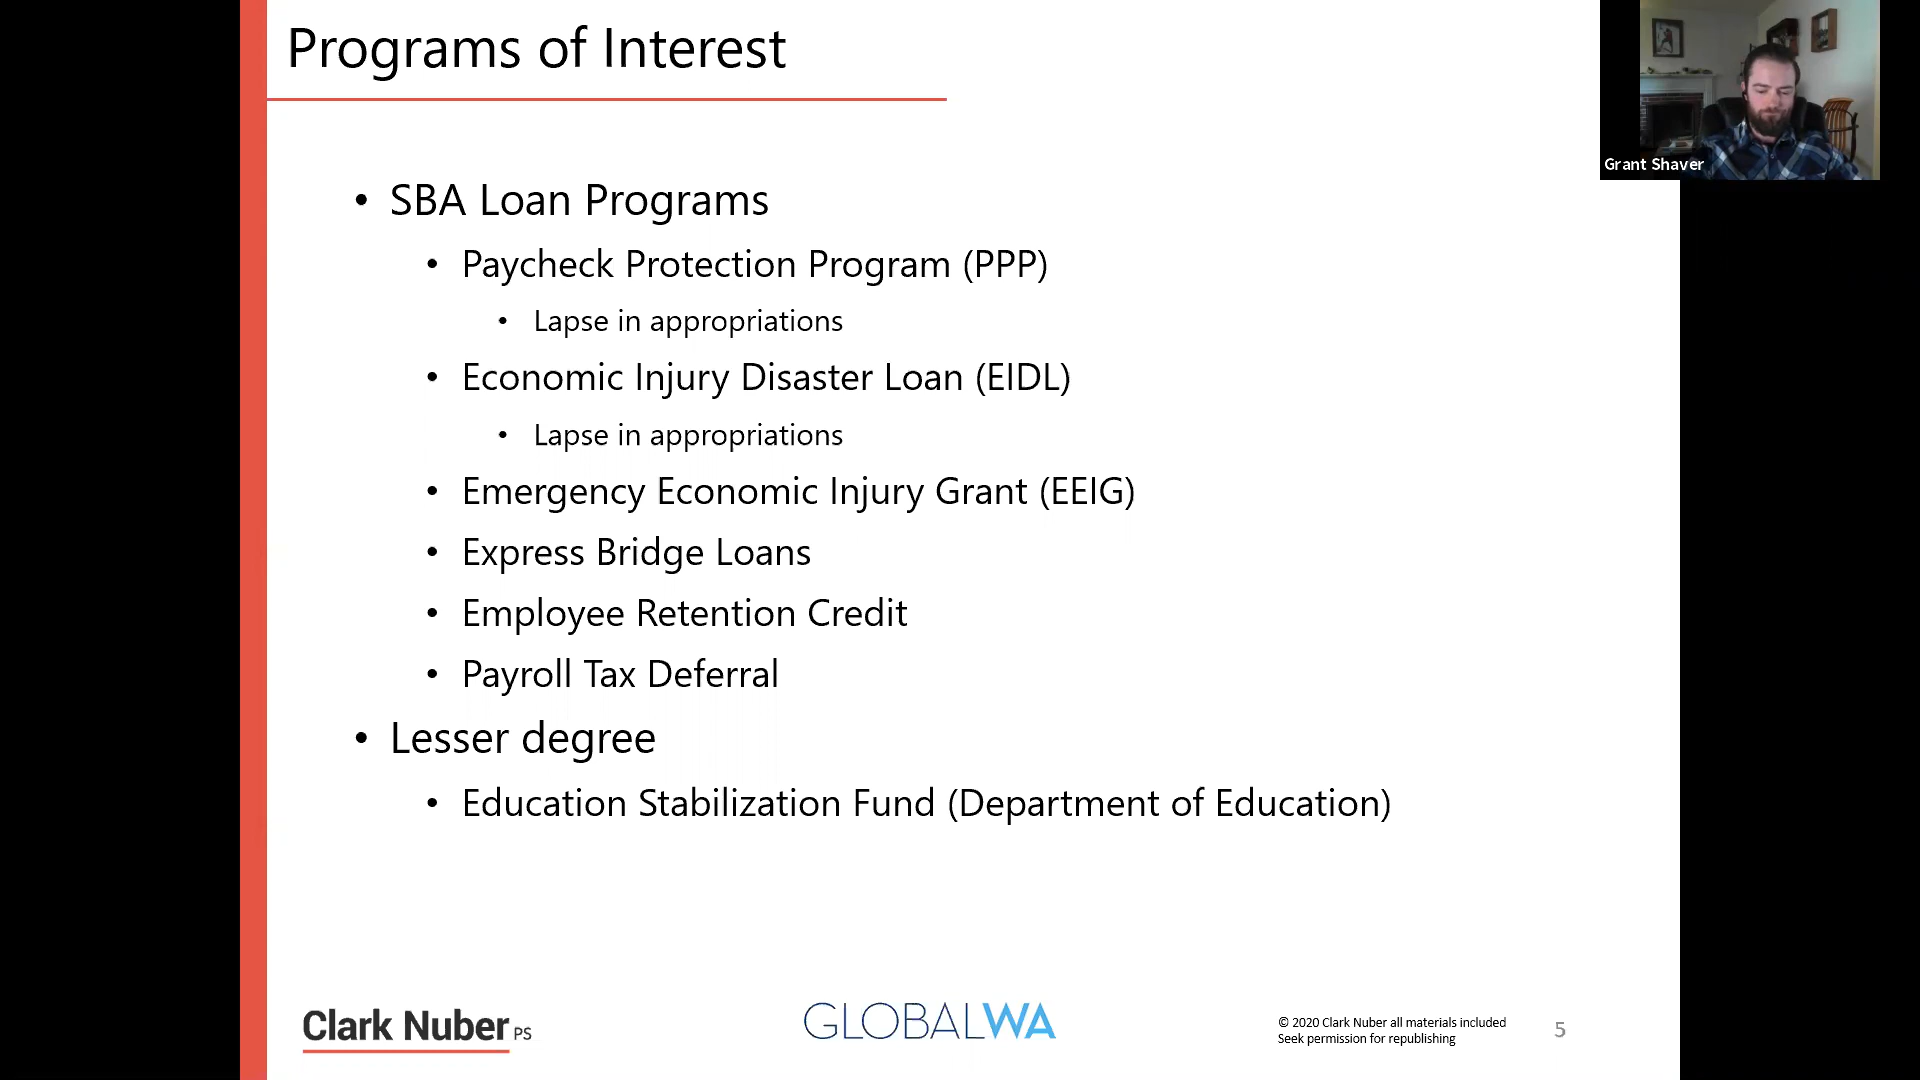 Programs of Interest
Grant Shaver
• SBA Loan Programs
• Paycheck Protection Program (PPP)
• Lapse in appropriations
• Economic Injury Disaster Loan (EIDL)
• Lapse in appropriations
• Emergency Economic Injury Grant (EEIG)
• Express Bridge Loans
• Employee Retention Credit
• Payroll Tax Deferral
• Lesser degree
• Education Stabilization Fund (Department of Education)
Clark Nuber PS
GLOBALWA
© 2020 Clark Nuber all materials included
Seek permission for republishing
5